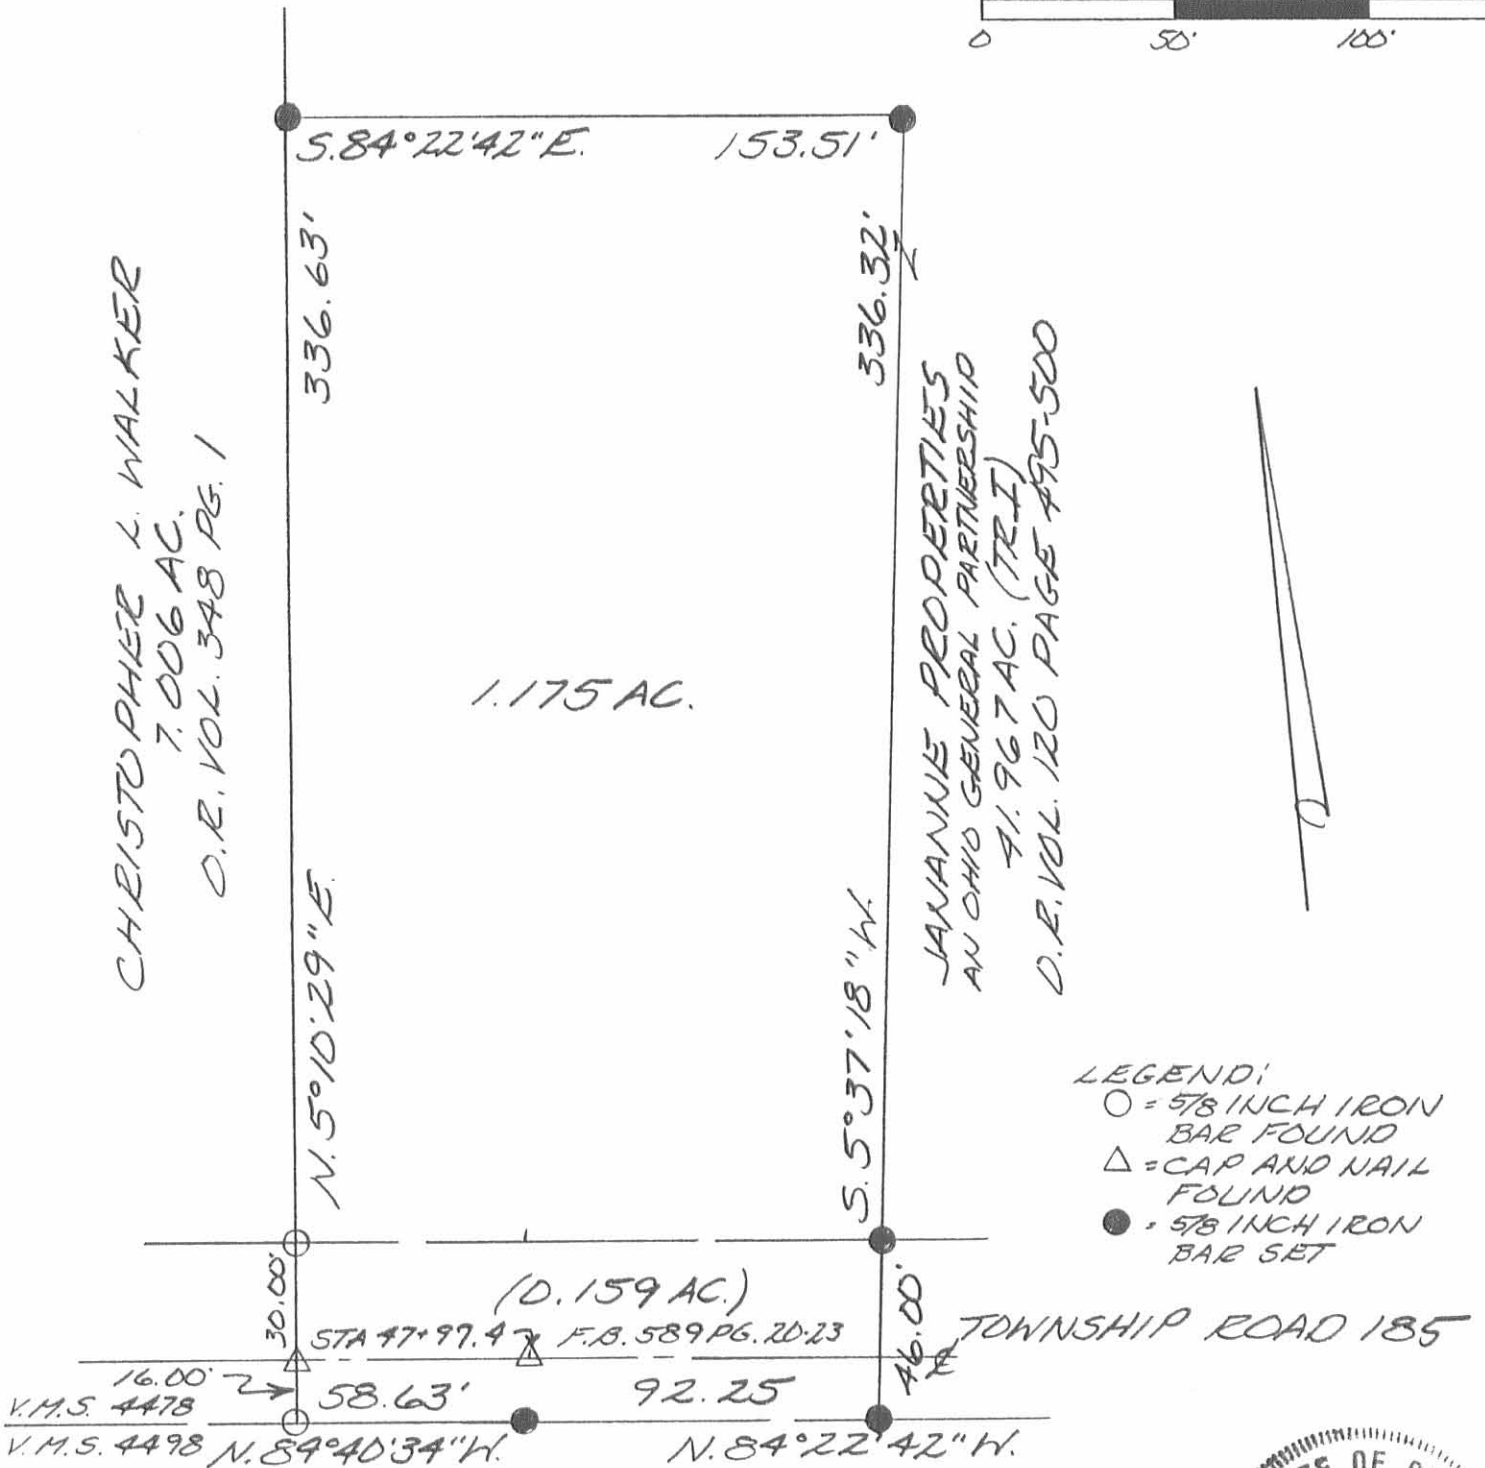 0 50' 100'
S.84°22'42"E. 153.51'
336.63'
336.32'
CHRISTOPHER L. WALKER
7.006 AC.
O.R. VOL. 348 PG. 1
1.175 AC.
JANANNE PROPERTIES
AN OHIO GENERAL PARTNERSHIP
41.967 AC. (TR.I)
O.R. VOL. 120 PAGE 495-500
N.5°10'29"E.
S.5°37'18"W.
LEGEND:
○ = 5/8 INCH IRON
BAR FOUND
△ = CAP AND NAIL
FOUND
● = 5/8 INCH IRON
BAR SET
30.00'
(0.159 AC.)
46.00'
STA 47+97.4 F.B. 589 PG. 20-23
TOWNSHIP ROAD 185
16.00'
58.63' 92.25
V.M.S. 4478
V.M.S. 4498 N.84°40'34"W. N.84°22'42"W.
OF